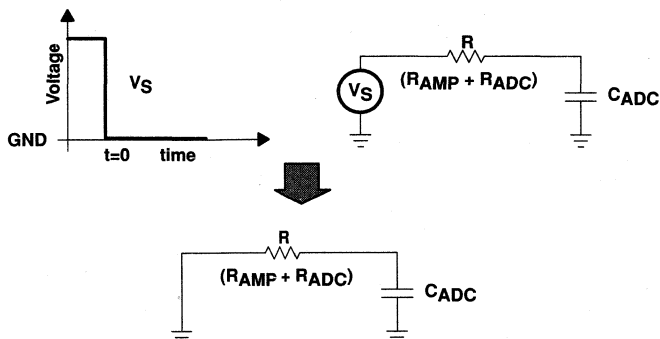 Voltage
VS
GND
t=0 time
R
(RAMP + RADC)
VS
CADC
R
(RAMP + RADC)
CADC